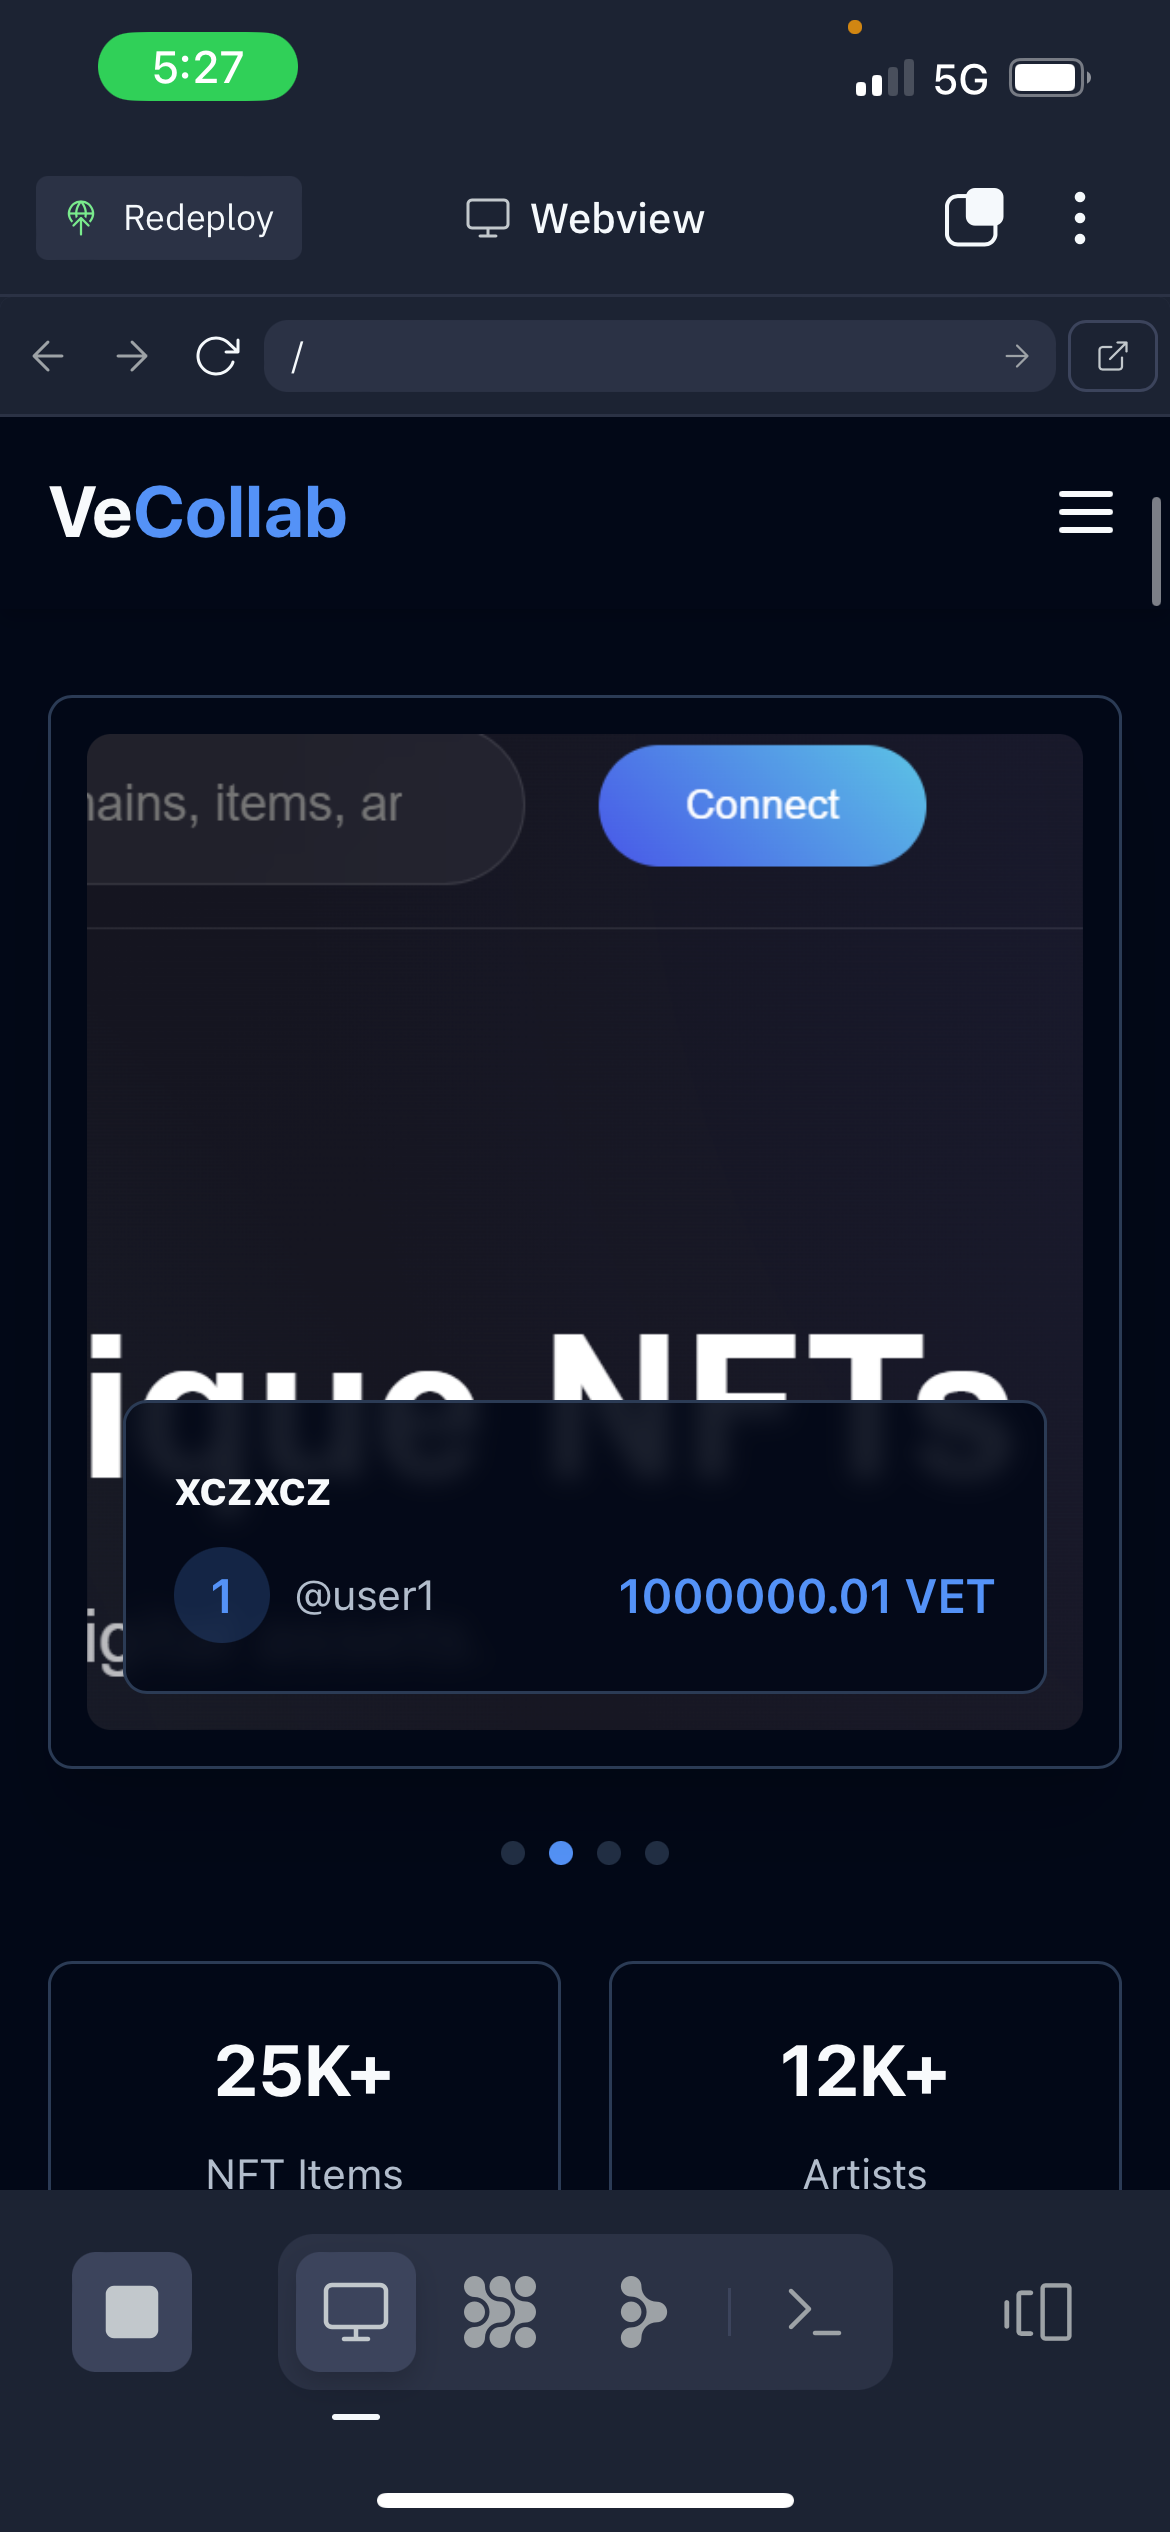 5:27
5G
Redeploy
Webview
/
VeCollab
ains, items, ar
Connect
ique NFTs
xczxcz
1
@user1
1000000.01 VET
ig
25K+
12K+
NFT Items
Artists